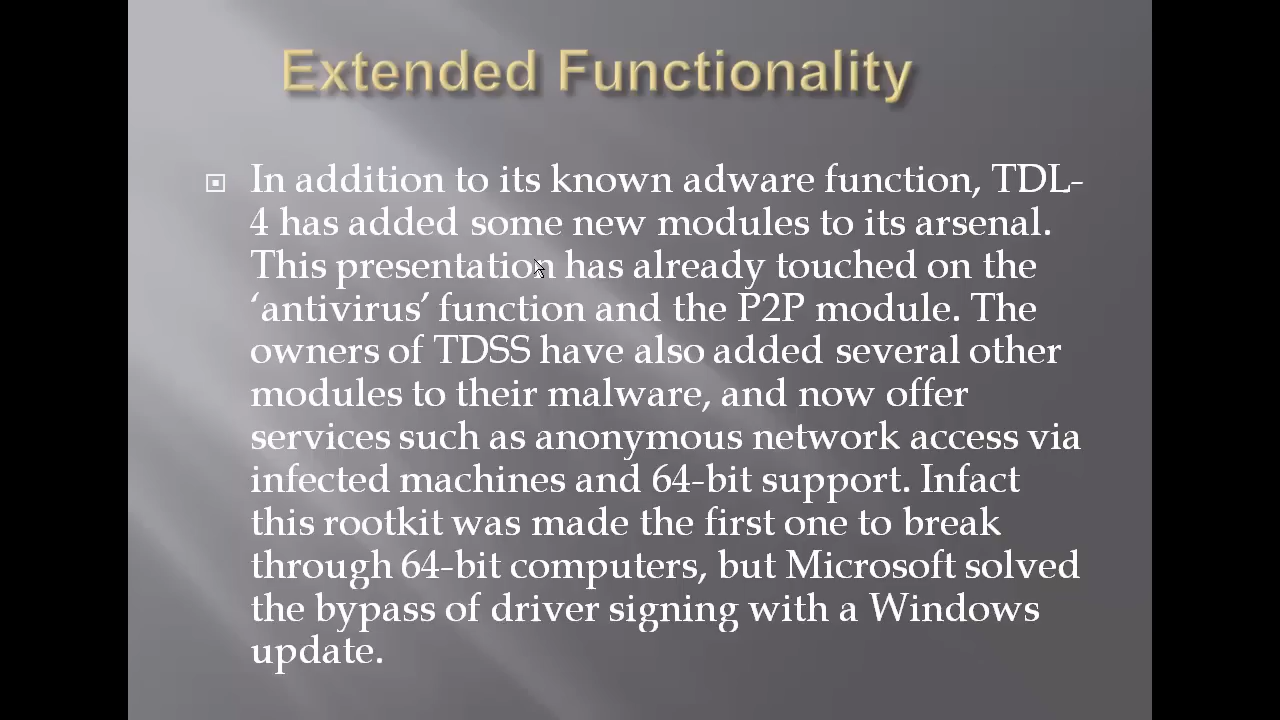 Extended Functionality
In addition to its known adware function, TDL-
4 has added some new modules to its arsenal.
This presentation has already touched on the
‘antivirus’ function and the P2P module. The
owners of TDSS have also added several other
modules to their malware, and now offer
services such as anonymous network access via
infected machines and 64-bit support. Infact
this rootkit was made the first one to break
through 64-bit computers, but Microsoft solved
the bypass of driver signing with a Windows
update.